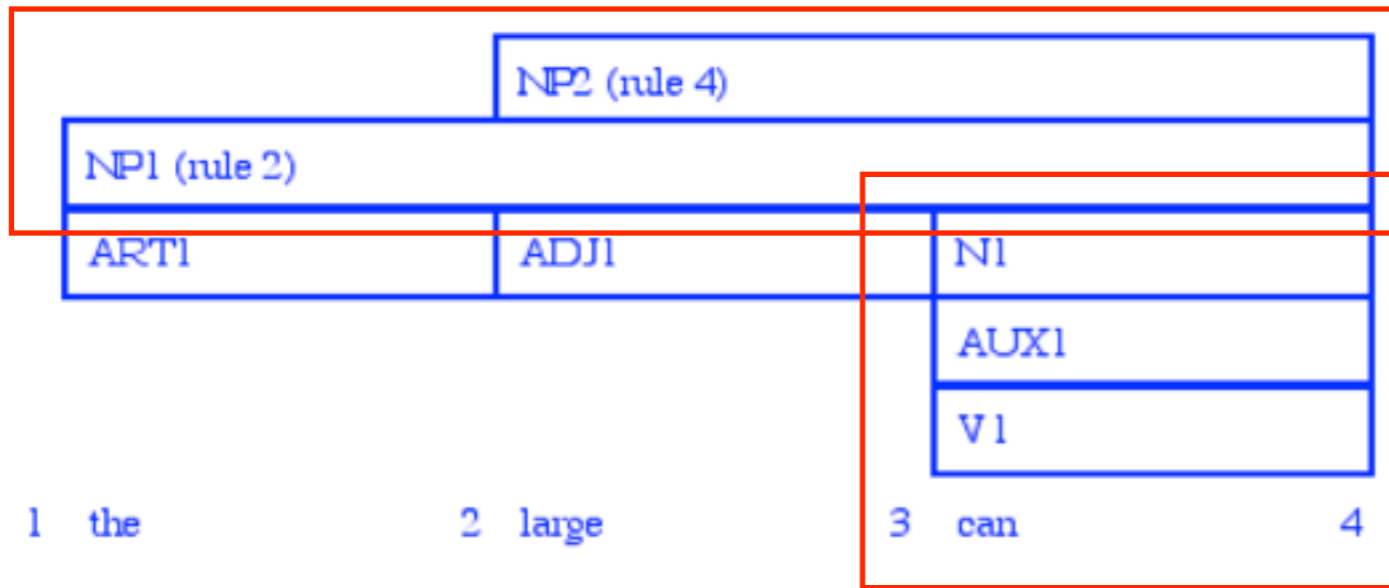 NP2 (rule 4)
NP1 (rule 2)
ART1 ADJ1 N1
AUX1
V1
1 the 2 large 3 can 4